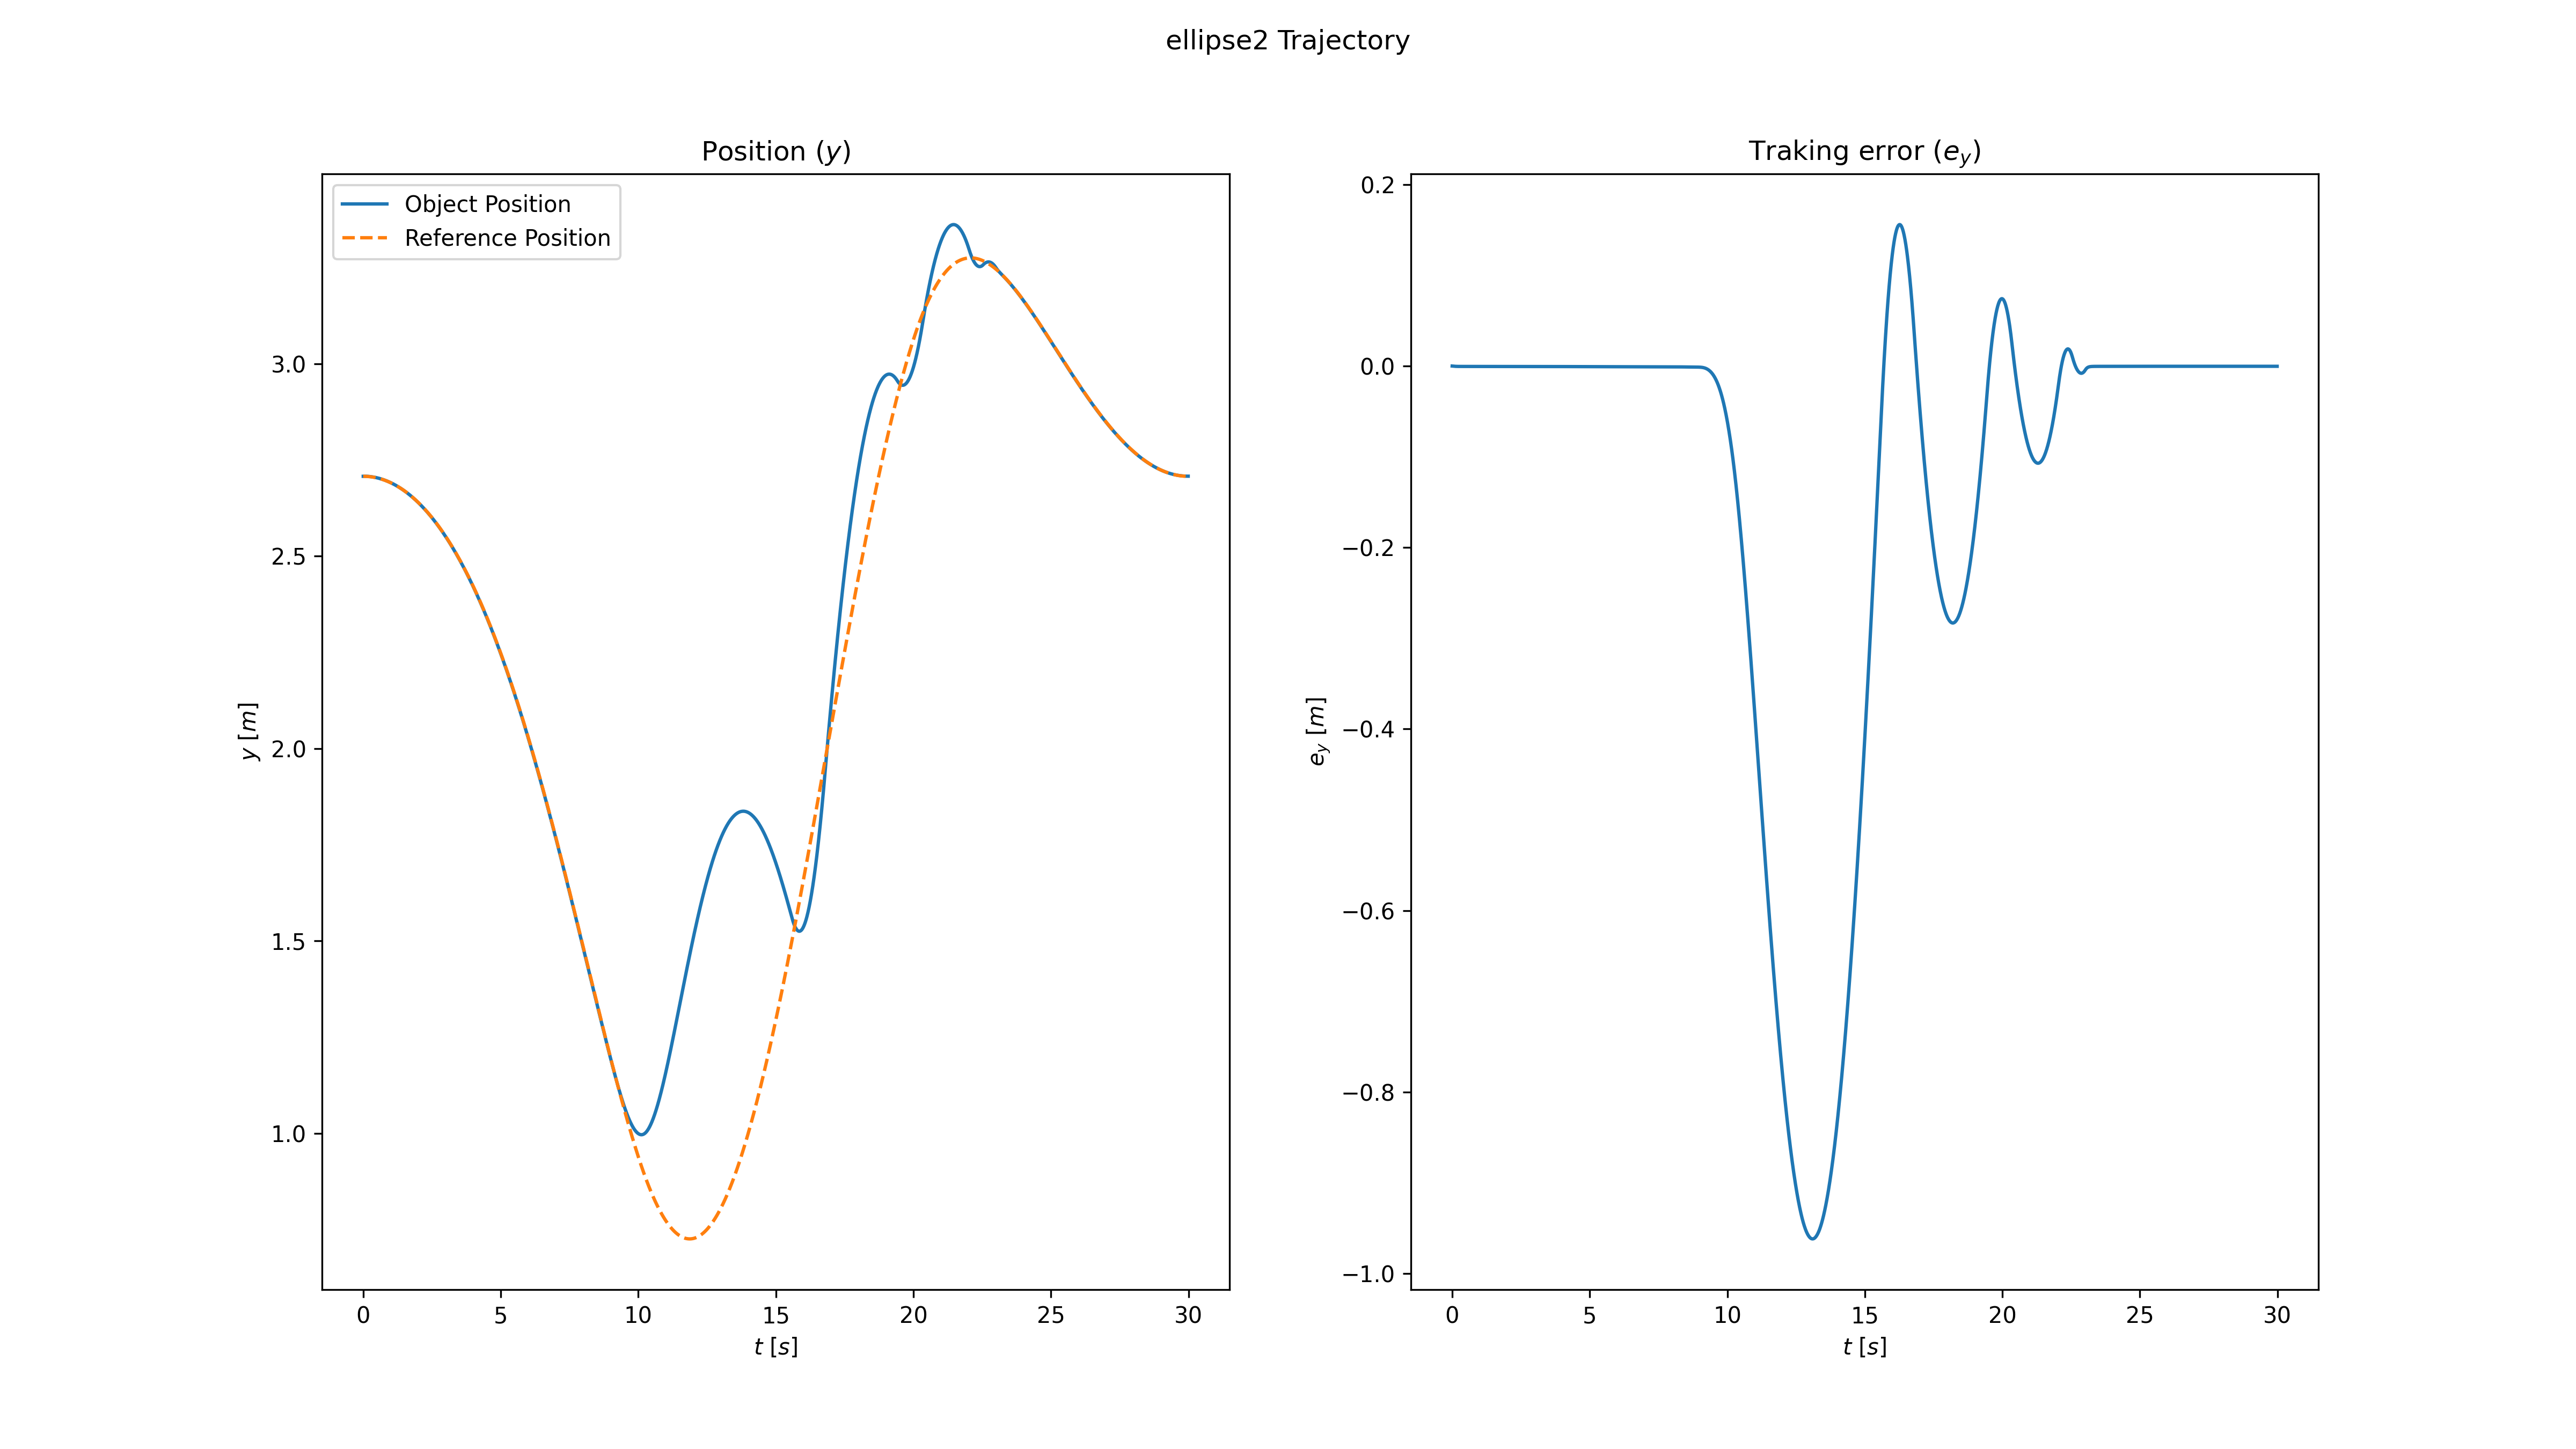 ellipse2 Trajectory
Position (y)
Object Position
Reference Position
3.0
2.5
2.0
1.5
1.0
y [m]
0 5 10 15 20 25 30
t [s]
Traking error (e_y)
0.2
0.0
−0.2
−0.4
−0.6
−0.8
−1.0
e_y [m]
0 5 10 15 20 25 30
t [s]